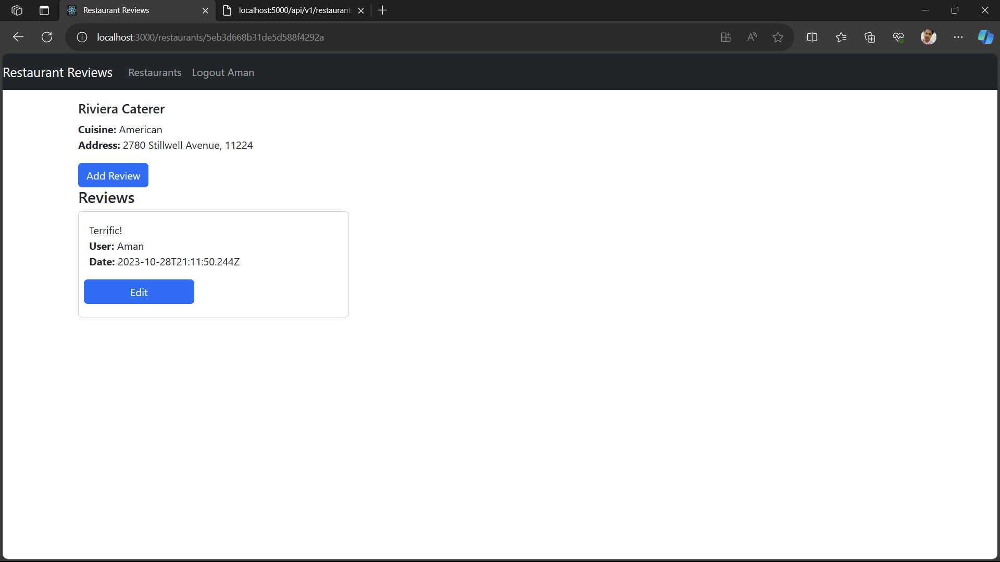 Restaurant Reviews
localhost:5000/api/v1/restaurant
localhost:3000/restaurants/5eb3d668b31de5d588f4292a
Restaurant Reviews Restaurants Logout Aman
Riviera Caterer
Cuisine: American
Address: 2780 Stillwell Avenue, 11224
Add Review
Reviews
Terrific!
User: Aman
Date: 2023-10-28T21:11:50.244Z
Edit